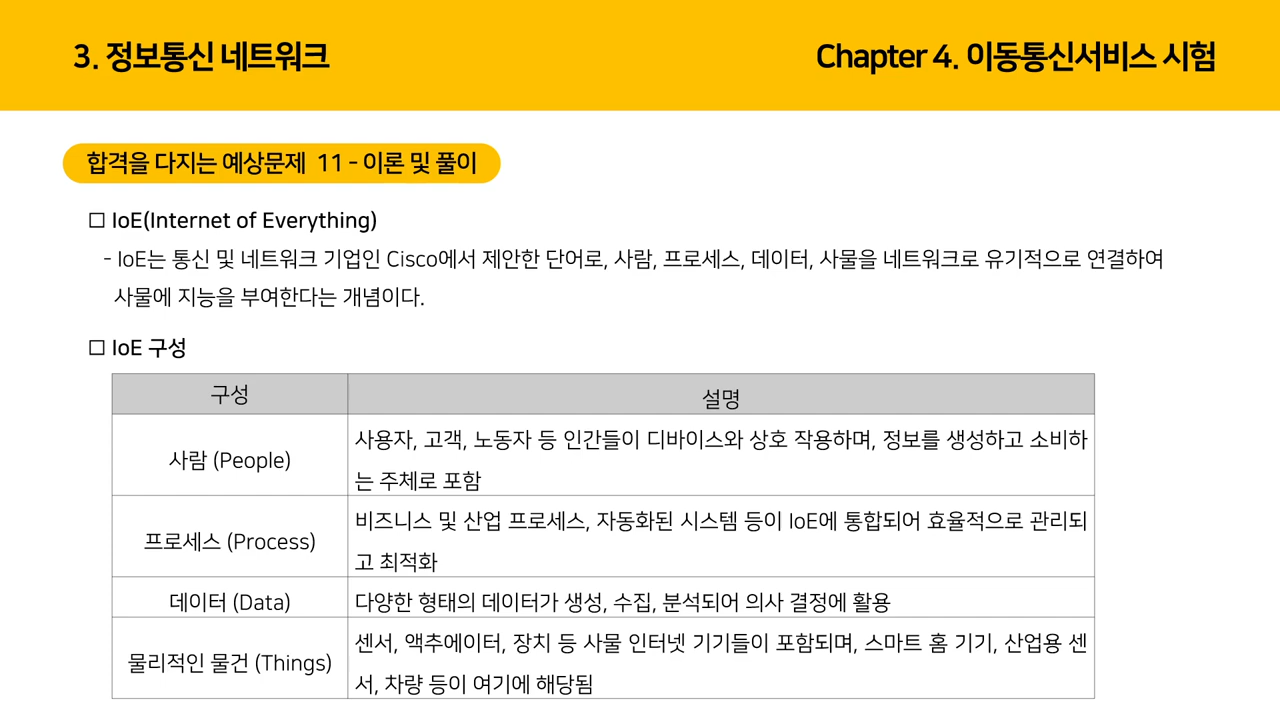 3. 정보통신 네트워크
Chapter 4. 이동통신서비스 시험
합격을 다지는 예상문제 11 - 이론 및 풀이
□ IoE(Internet of Everything)
- IoE는 통신 및 네트워크 기업인 Cisco에서 제안한 단어로, 사람, 프로세스, 데이터, 사물을 네트워크로 유기적으로 연결하여
사물에 지능을 부여한다는 개념이다.
□ IoE 구성
구성
설명
사람 (People)
사용자, 고객, 노동자 등 인간들이 디바이스와 상호 작용하며, 정보를 생성하고 소비하
는 주체로 포함
프로세스 (Process)
비즈니스 및 산업 프로세스, 자동화된 시스템 등이 IoE에 통합되어 효율적으로 관리되
고 최적화
데이터 (Data)
다양한 형태의 데이터가 생성, 수집, 분석되어 의사 결정에 활용
물리적인 물건 (Things)
센서, 액추에이터, 장치 등 사물 인터넷 기기들이 포함되며, 스마트 홈 기기, 산업용 센
서, 차량 등이 여기에 해당됨